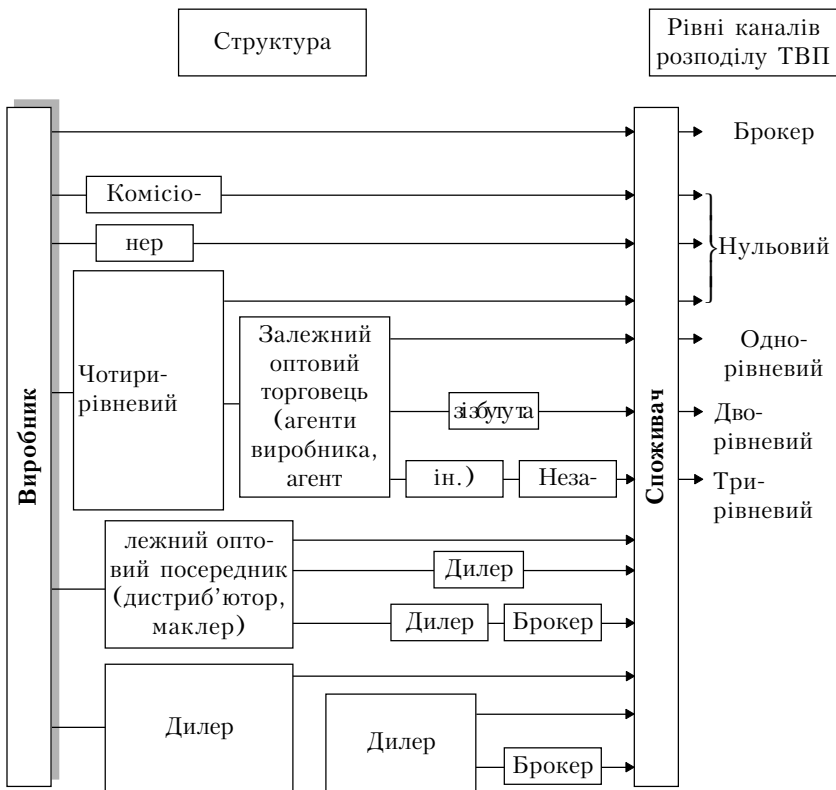 Структура
Рівні каналів
розподілу ТВП
Виробник
Споживач
Брокер
Комісіо-
нер
Нульовий
Чотири-
рівневий
Залежний
оптовий
торговець
(агенти
виробника,
агент
Одно-
рівневий
Дво-
рівневий
ін.)
Неза-
Три-
рівневий
лежний опто-
вий посередник
(дистриб’ютор,
маклер)
Дилер
Дилер
Брокер
Дилер
Дилер
Брокер